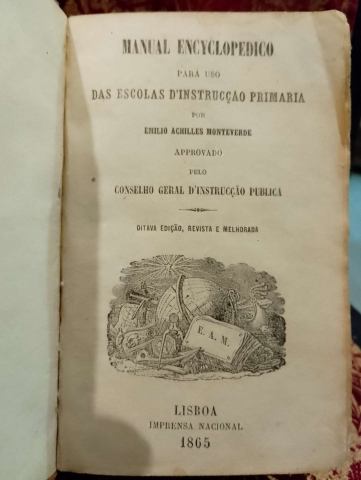 MANUAL ENCYCLOPEDICO
PARA USO
DAS ESCOLAS D'INSTRUCÇÃO PRIMARIA
POR
EMILIO ACHILLES MONTEVERDE
APPROVADO
PELO
CONSELHO GERAL D'INSTRUCÇÃO PUBLICA
OITAVA EDIÇÃO, REVISTA E MELHORADA
E. A. M.
LISBOA
IMPRENSA NACIONAL
1865